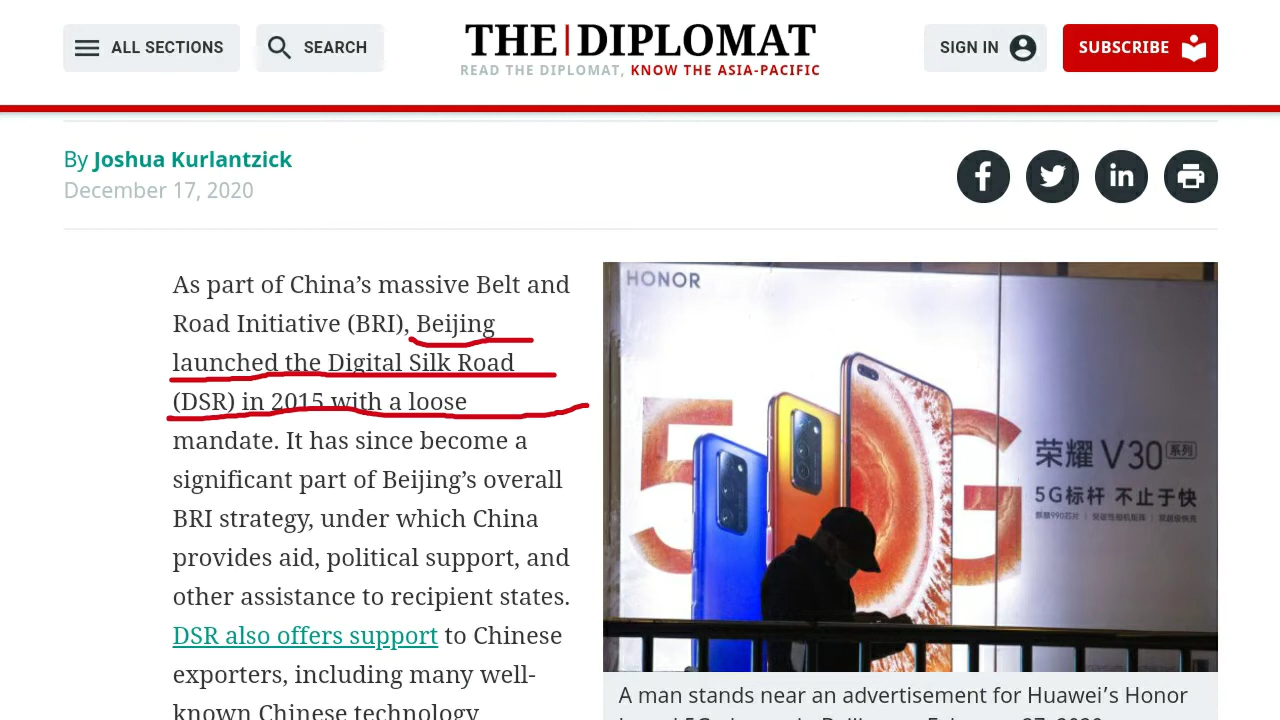 ALL SECTIONS
SEARCH
THE|DIPLOMAT
READ THE DIPLOMAT, KNOW THE ASIA-PACIFIC
SIGN IN
SUBSCRIBE
By Joshua Kurlantzick
December 17, 2020
As part of China’s massive Belt and
Road Initiative (BRI), Beijing
launched the Digital Silk Road
(DSR) in 2015 with a loose
mandate. It has since become a
significant part of Beijing’s overall
BRI strategy, under which China
provides aid, political support, and
other assistance to recipient states.
DSR also offers support to Chinese
exporters, including many well-
known Chinese technology
HONOR
5G
荣耀 V30 系列
5G标杆 不止于快
A man stands near an advertisement for Huawei’s Honor